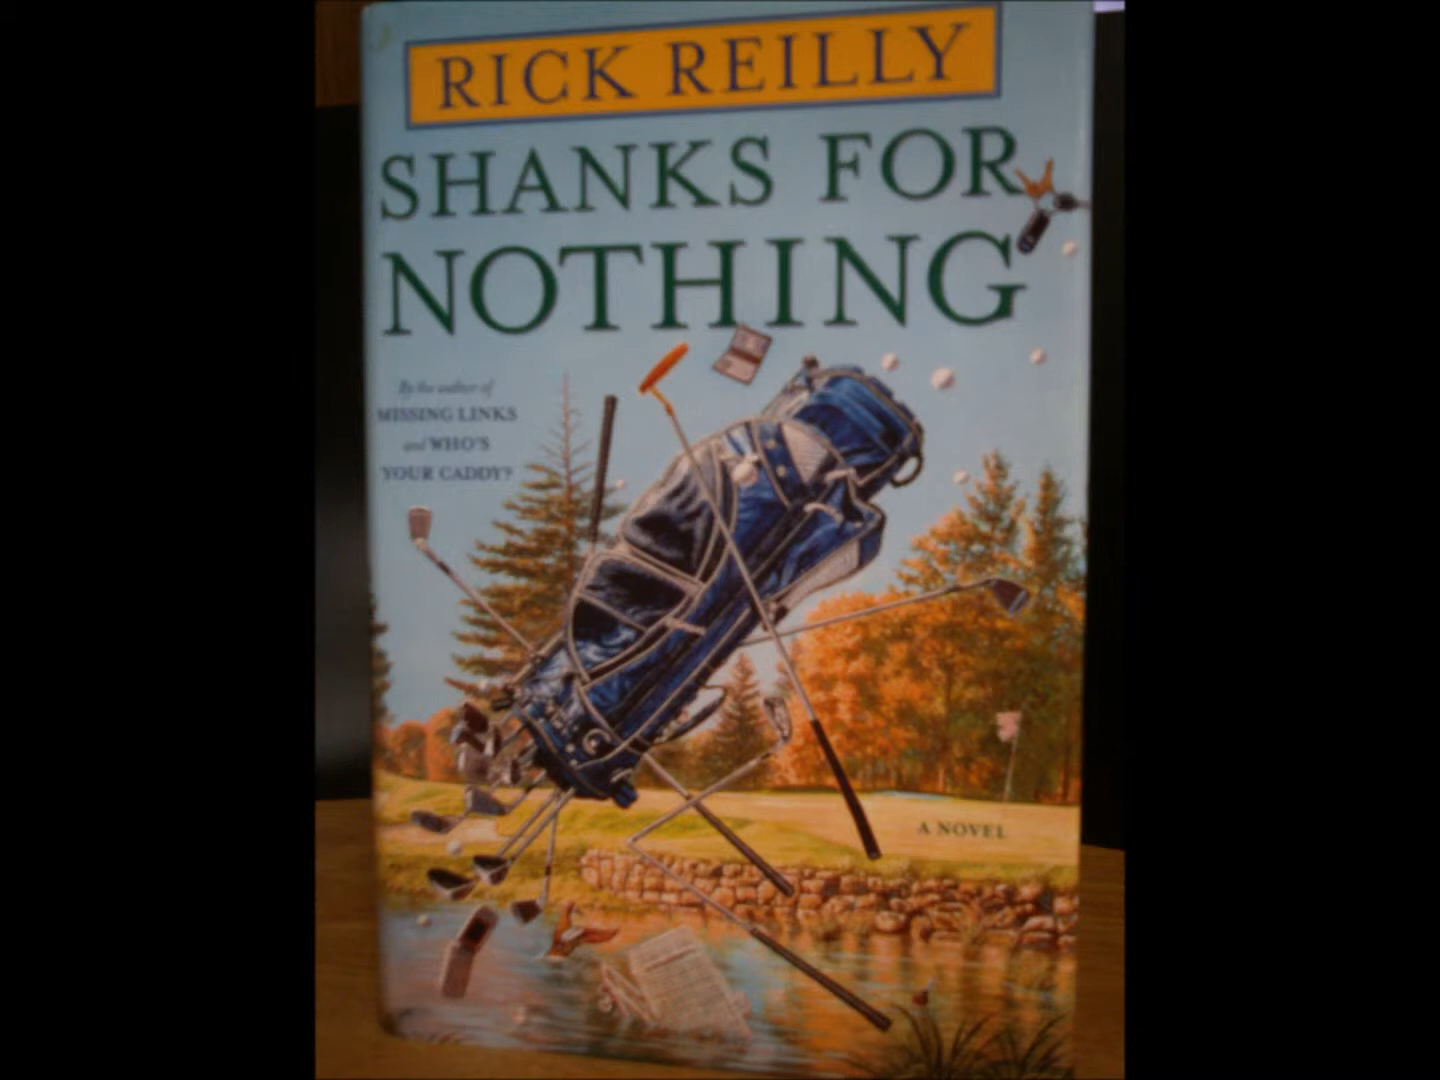 RICK REILLY
SHANKS FOR
NOTHING
By the author of
MISSING LINKS
and WHO'S
YOUR CADDY?
A NOVEL